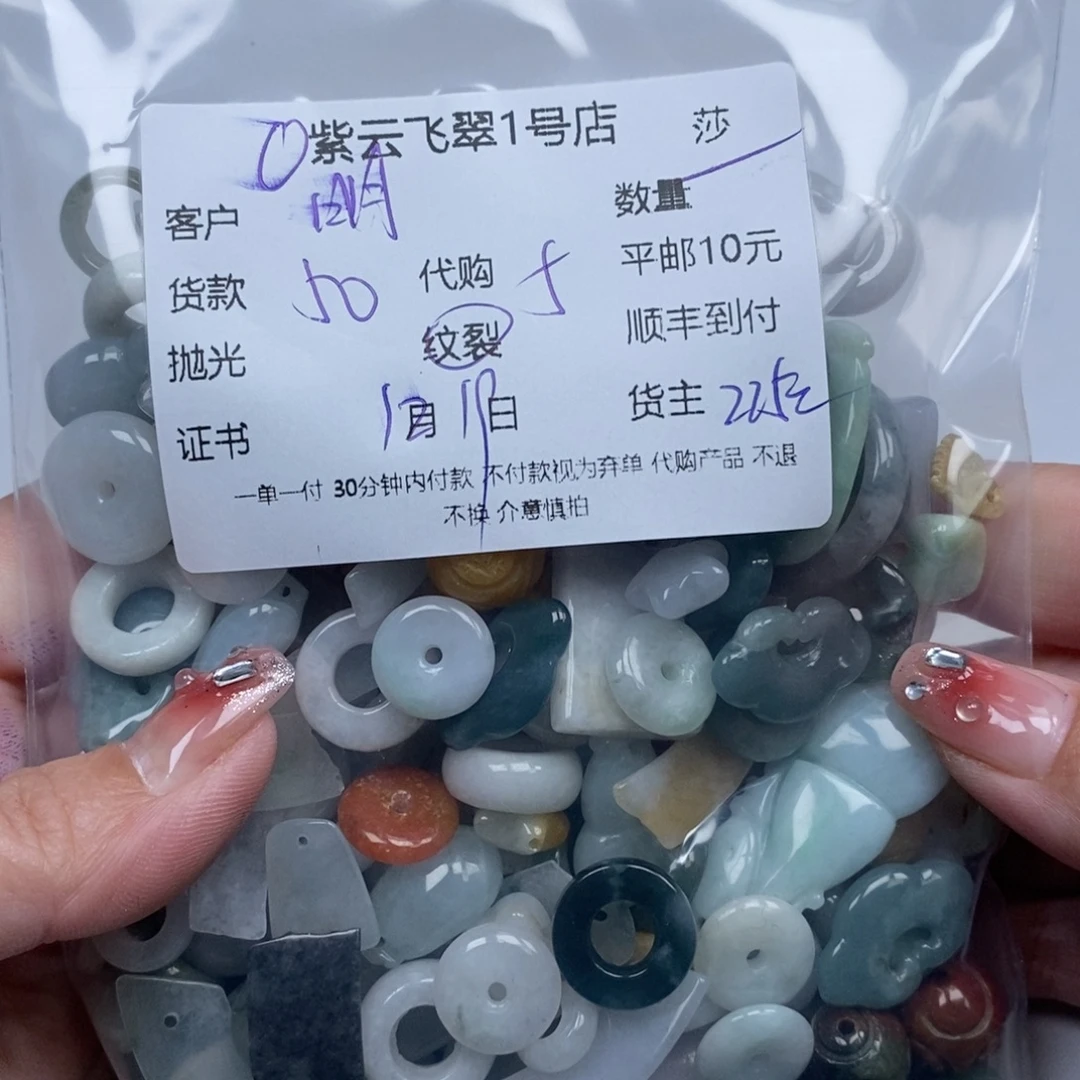 紫云飞翠1号店 莎
客户 数量
货款 50 代购 5 平邮10元
抛光 纹裂 顺丰到付
证书 月 日 货主
一单一付 30分钟内付款 不付款视为弃单 代购产品 不退
不换 介意慎拍